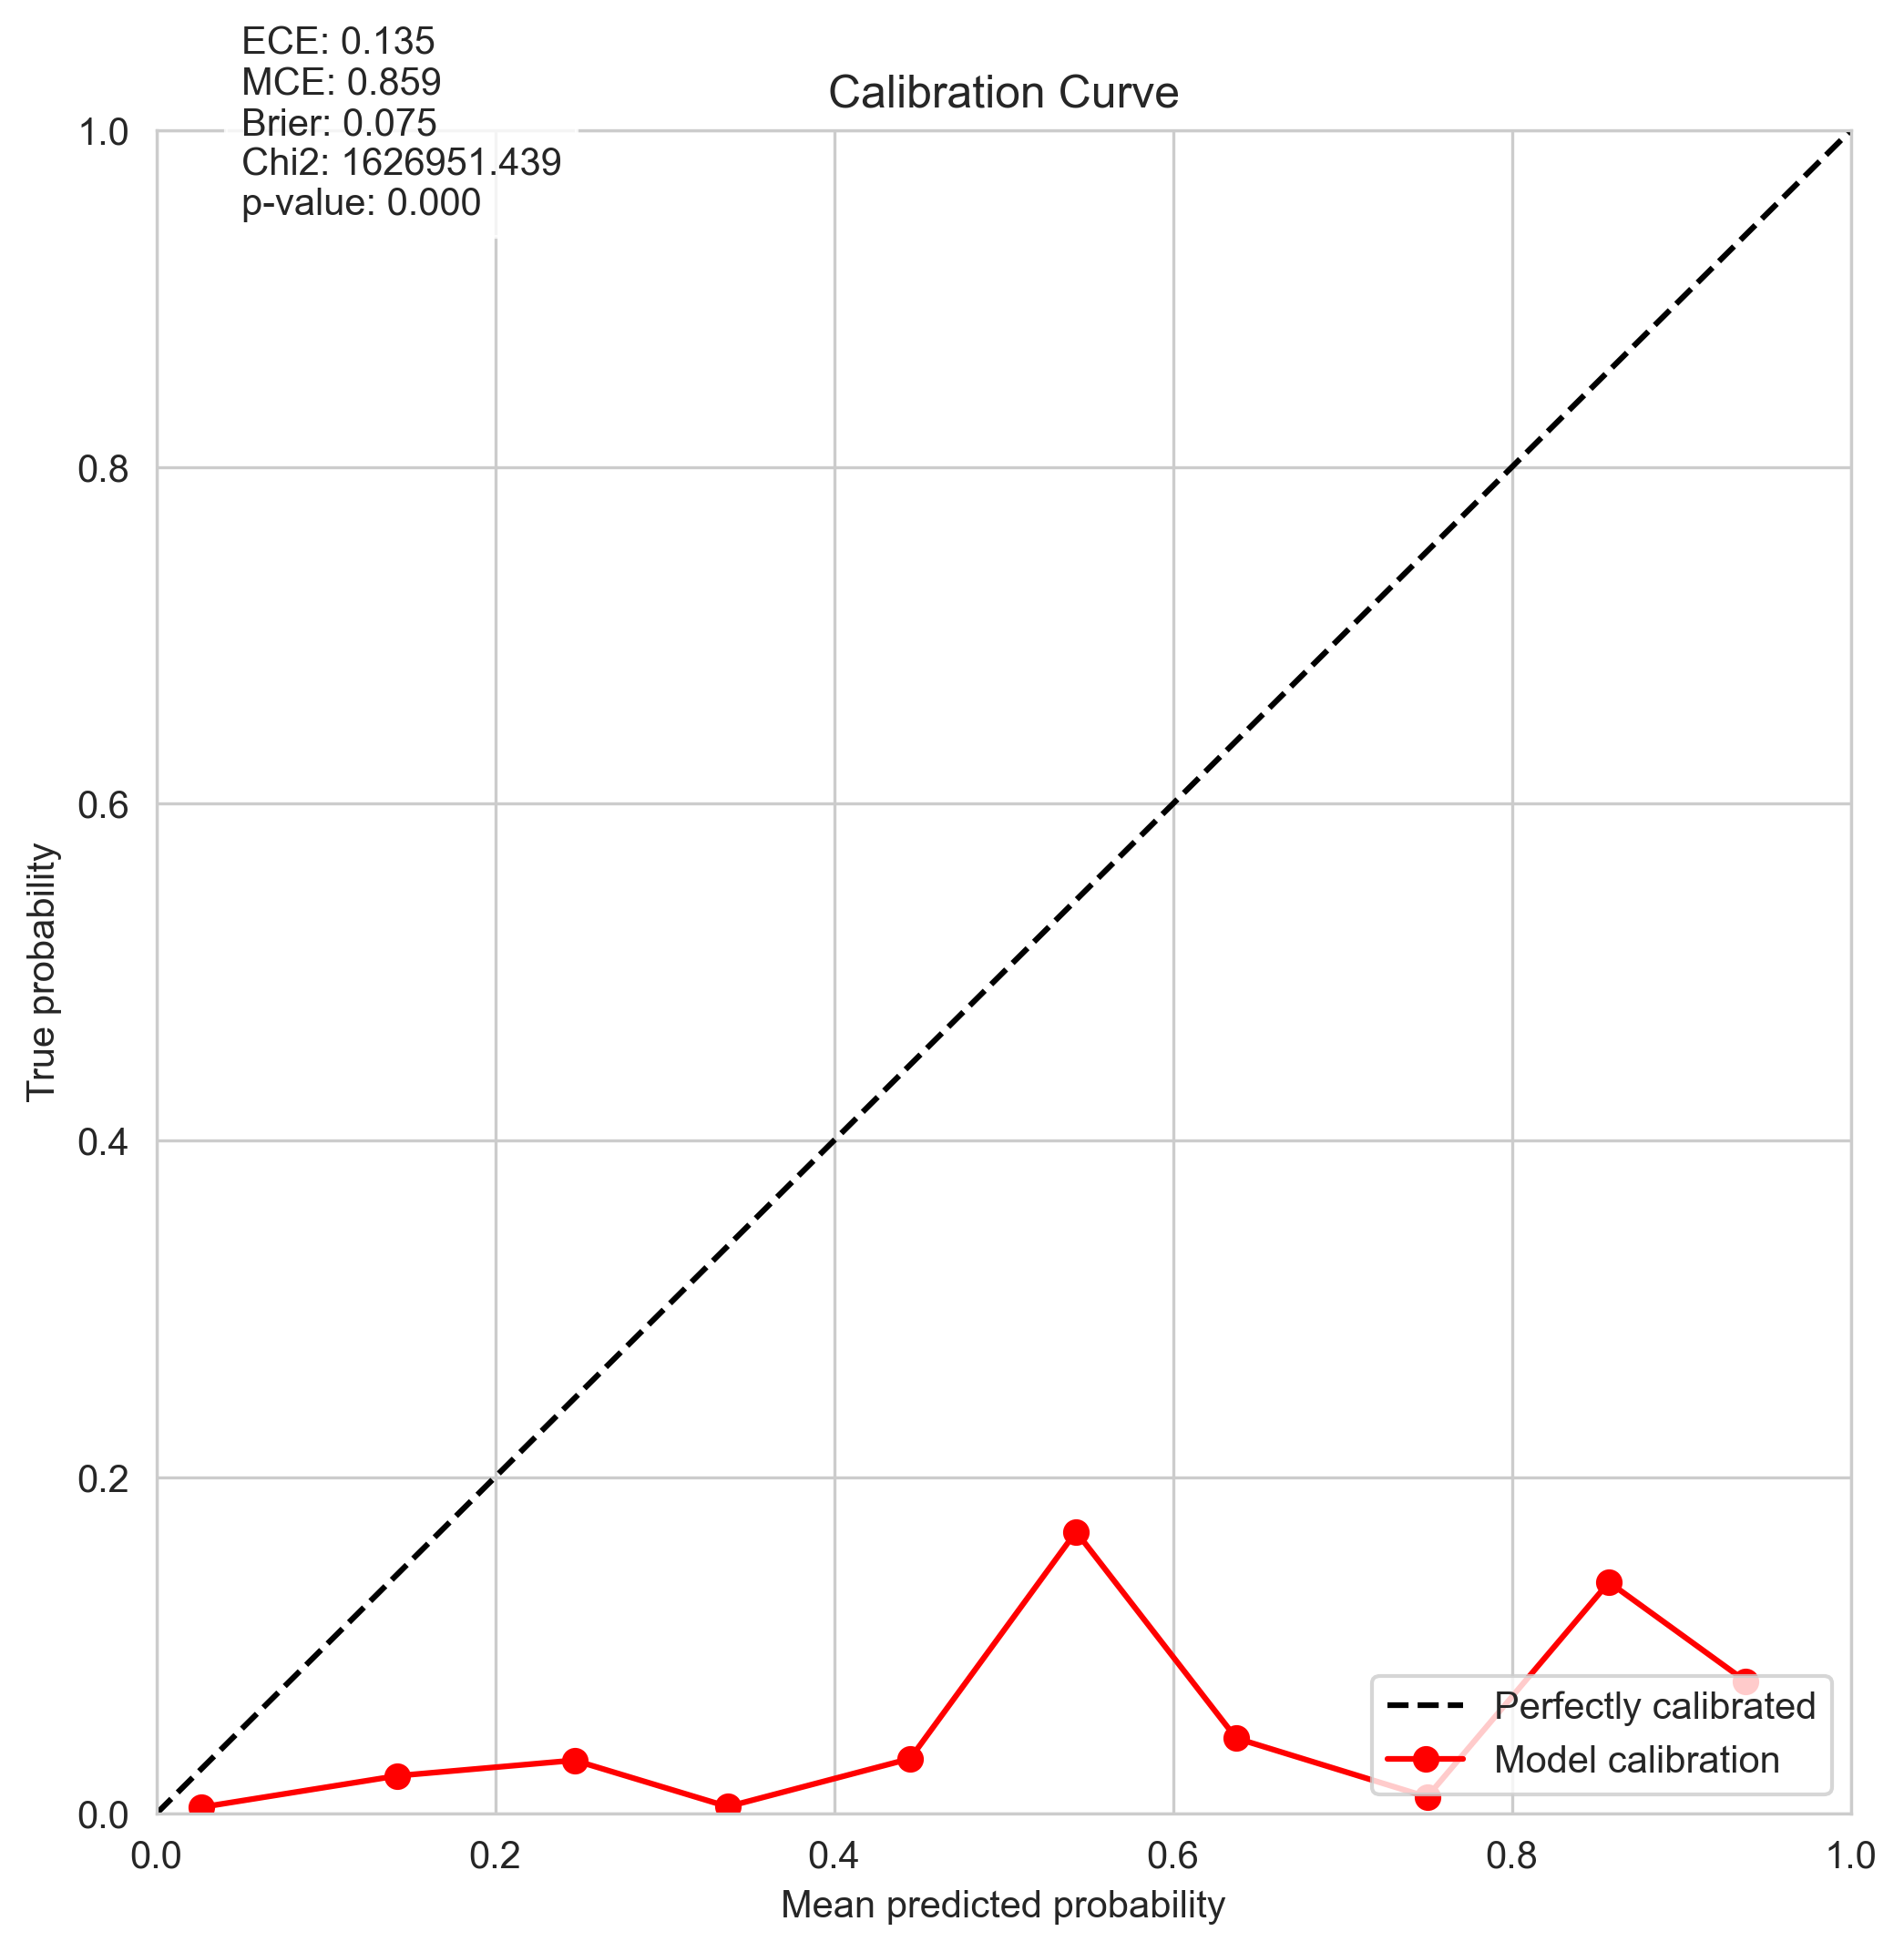 ECE: 0.135
MCE: 0.859
Brier: 0.075
Chi2: 1626951.439
p-value: 0.000
Calibration Curve
1.0
0.8
0.6
0.4
0.2
0.0
True probability
0.0 0.2 0.4 0.6 0.8 1.0
Mean predicted probability
Perfectly calibrated
Model calibration